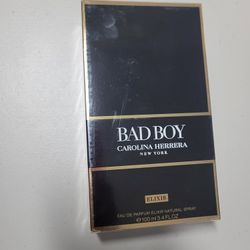 BAD BOY
CAROLINA HERRERA
NEW YORK
ELIXIR
EAU DE PARFUM ELIXIR NATURAL SPRAY
℮ 100 ml 3.4 FL.OZ